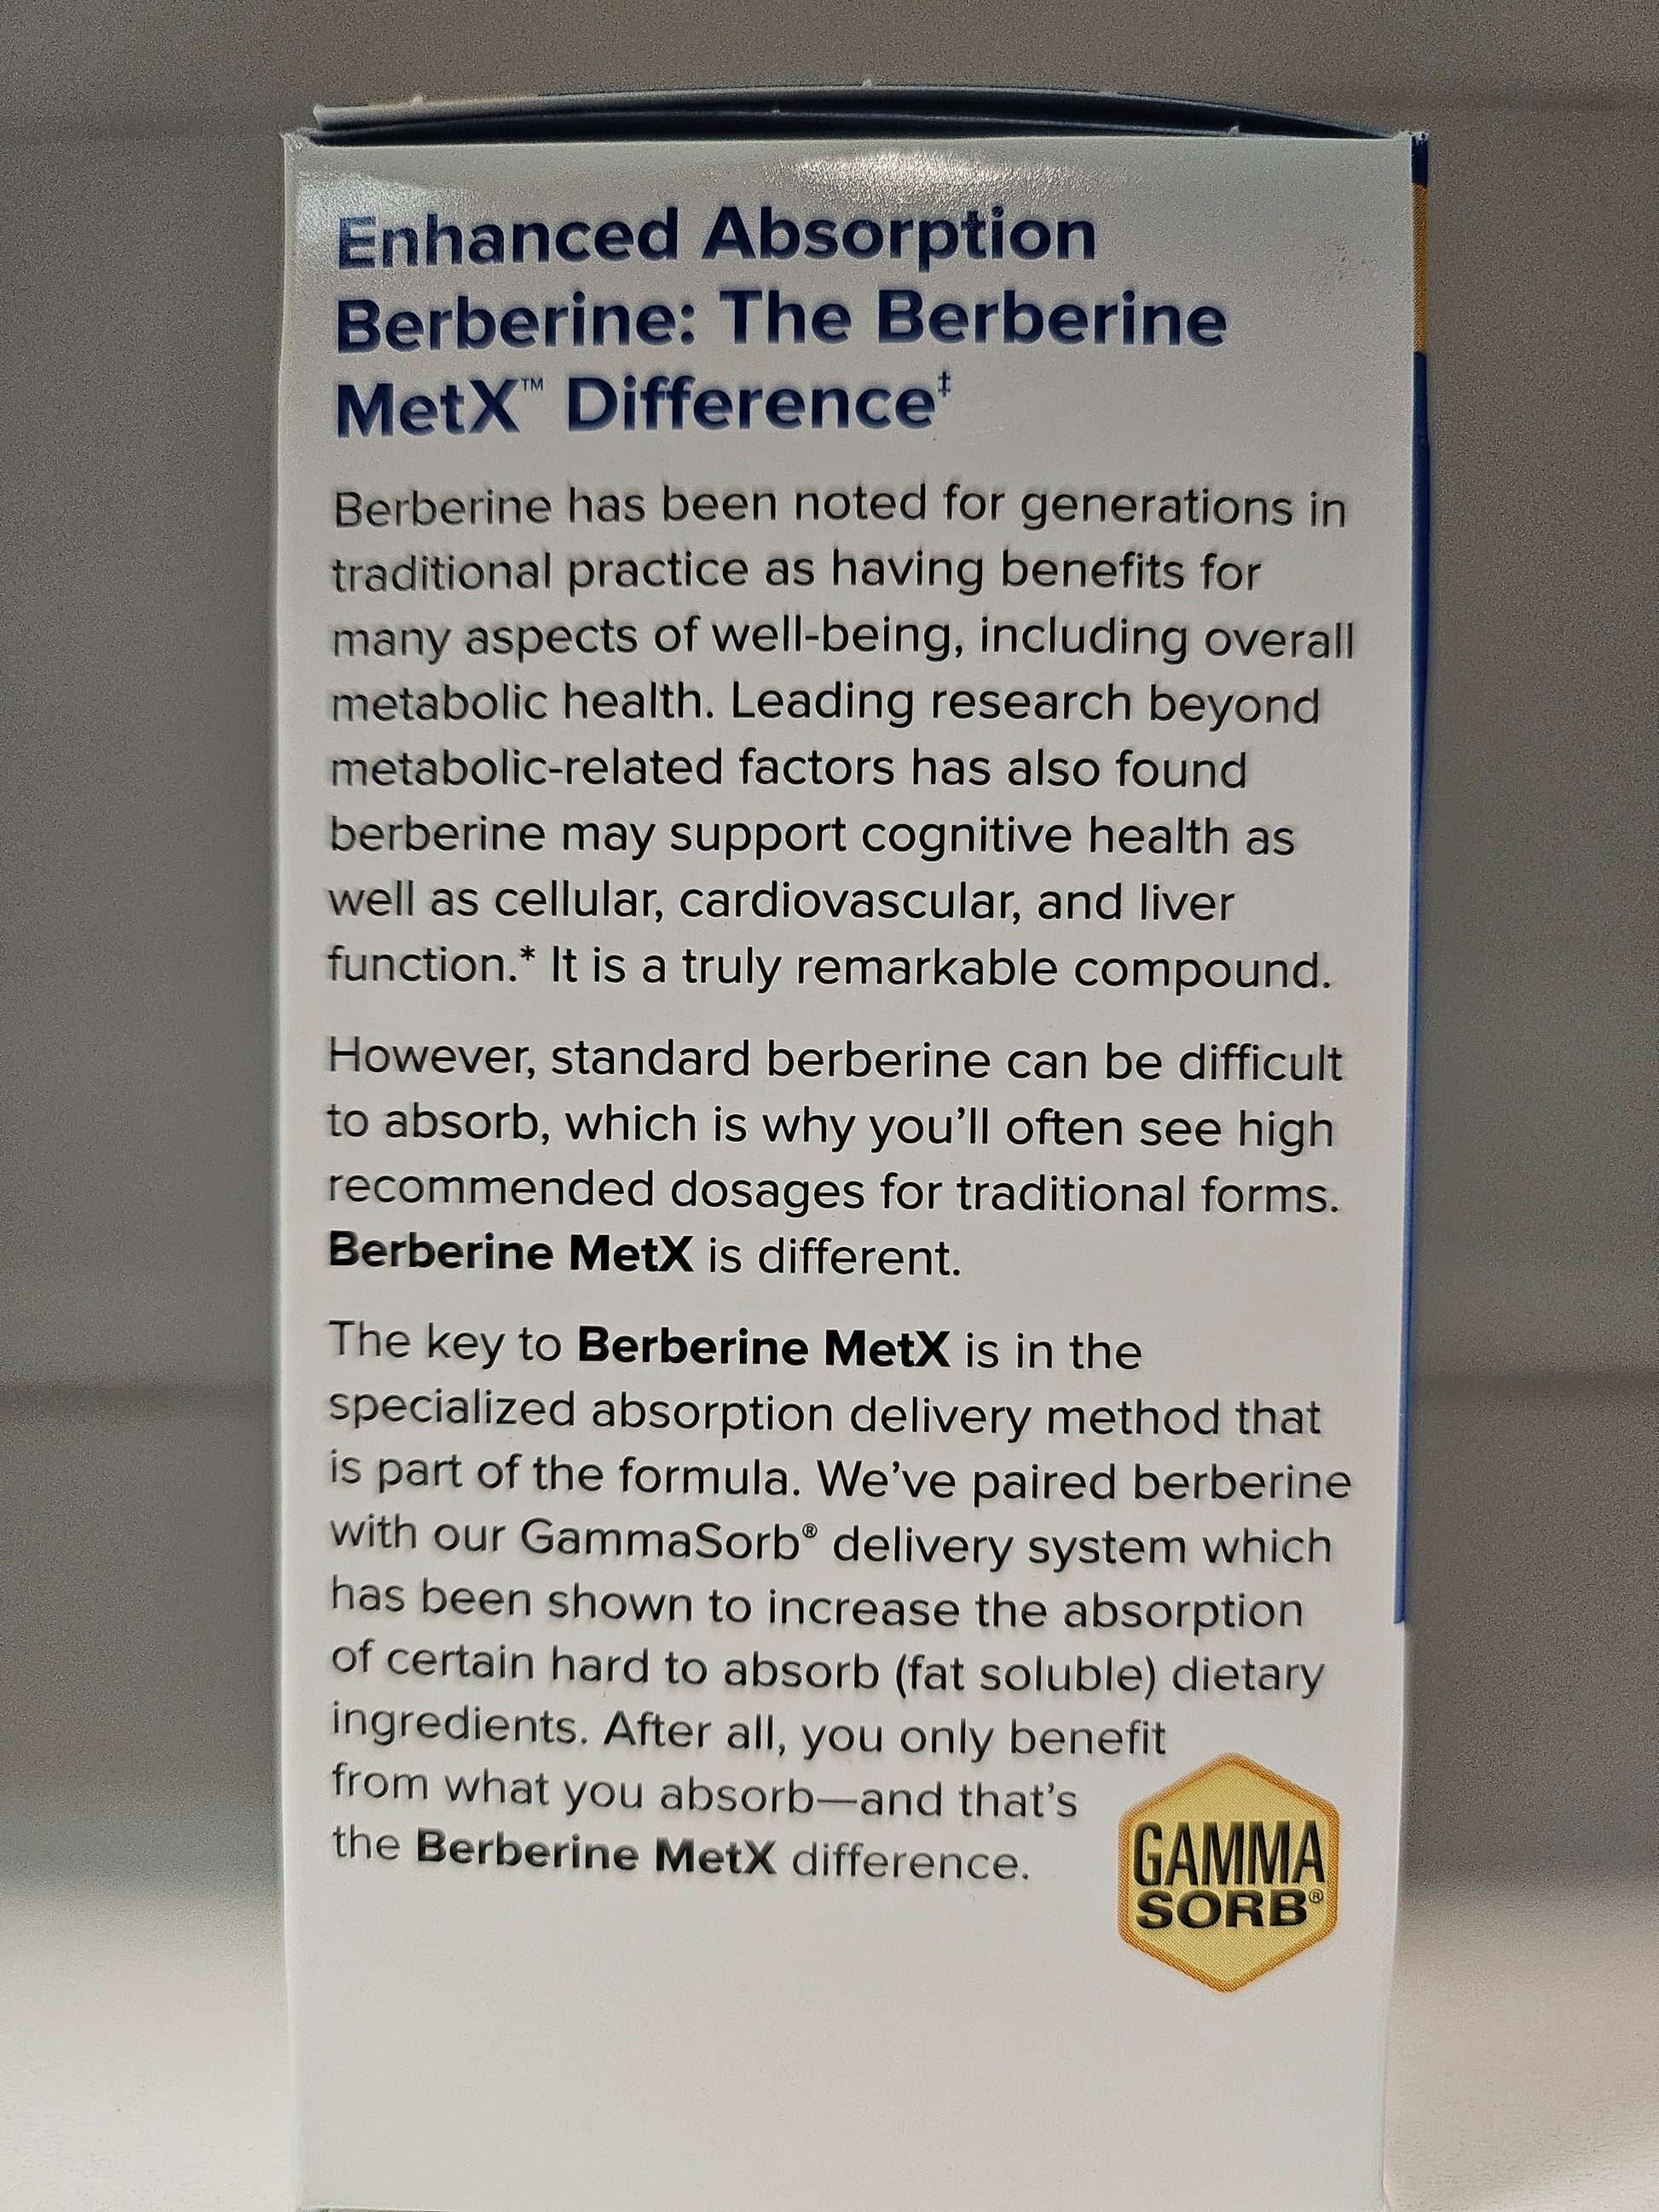 Enhanced Absorption
Berberine: The Berberine
MetX™ Difference‡
Berberine has been noted for generations in
traditional practice as having benefits for
many aspects of well-being, including overall
metabolic health. Leading research beyond
metabolic-related factors has also found
berberine may support cognitive health as
well as cellular, cardiovascular, and liver
function.* It is a truly remarkable compound.
However, standard berberine can be difficult
to absorb, which is why you’ll often see high
recommended dosages for traditional forms.
Berberine MetX is different.
The key to Berberine MetX is in the
specialized absorption delivery method that
is part of the formula. We’ve paired berberine
with our GammaSorb® delivery system which
has been shown to increase the absorption
of certain hard to absorb (fat soluble) dietary
ingredients. After all, you only benefit
from what you absorb—and that’s
the Berberine MetX difference.
GAMMA
SORB®